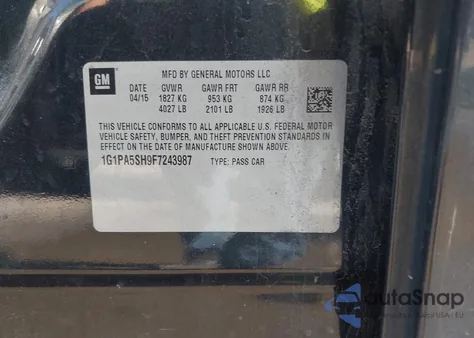 GM
MFD BY GENERAL MOTORS LLC
DATE GVWR GAWR FRT GAWR RR
04/15 1827 KG 953 KG 874 KG
4027 LB 2101 LB 1926 LB
THIS VEHICLE CONFORMS TO ALL APPLICABLE U.S. FEDERAL MOTOR
VEHICLE SAFETY, BUMPER, AND THEFT PREVENTION STANDARDS IN
EFFECT ON THE DATE OF MANUFACTURE SHOWN ABOVE.
1G1PA5SH9F7243987 TYPE: PASS CAR
autaSnap